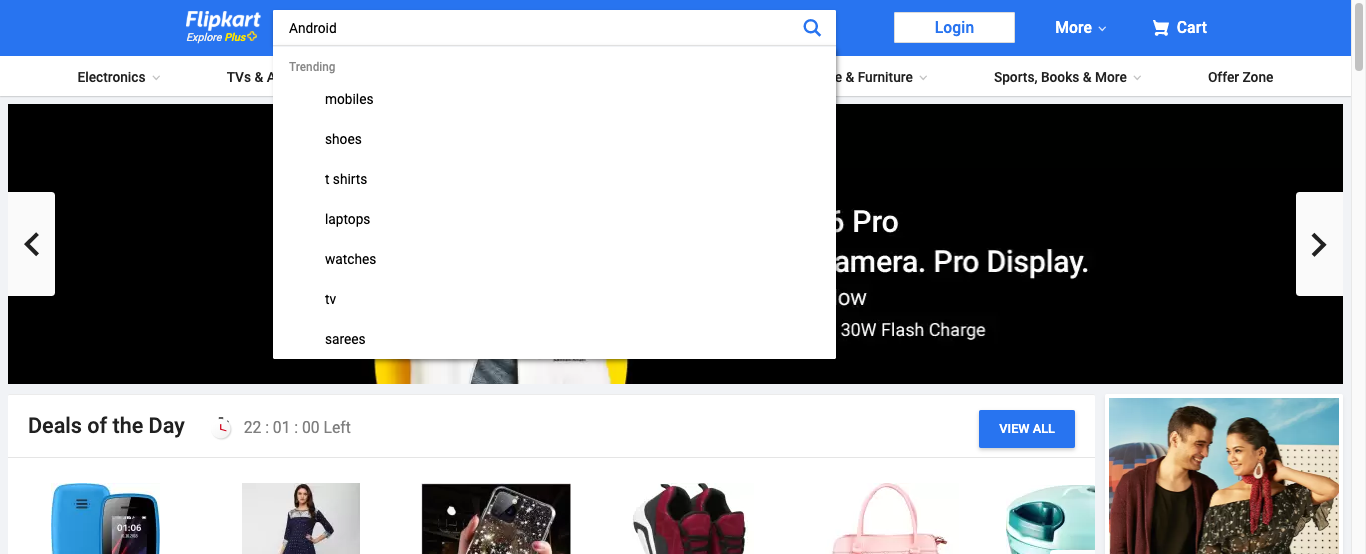 Flipkart
Explore Plus
Android
Login
More
Cart
Electronics
TVs & A
e & Furniture
Sports, Books & More
Offer Zone
Trending
mobiles
shoes
t shirts
laptops
watches
tv
sarees
6 Pro
amera. Pro Display.
ow
30W Flash Charge
Deals of the Day
22 : 01 : 00 Left
VIEW ALL
01:06